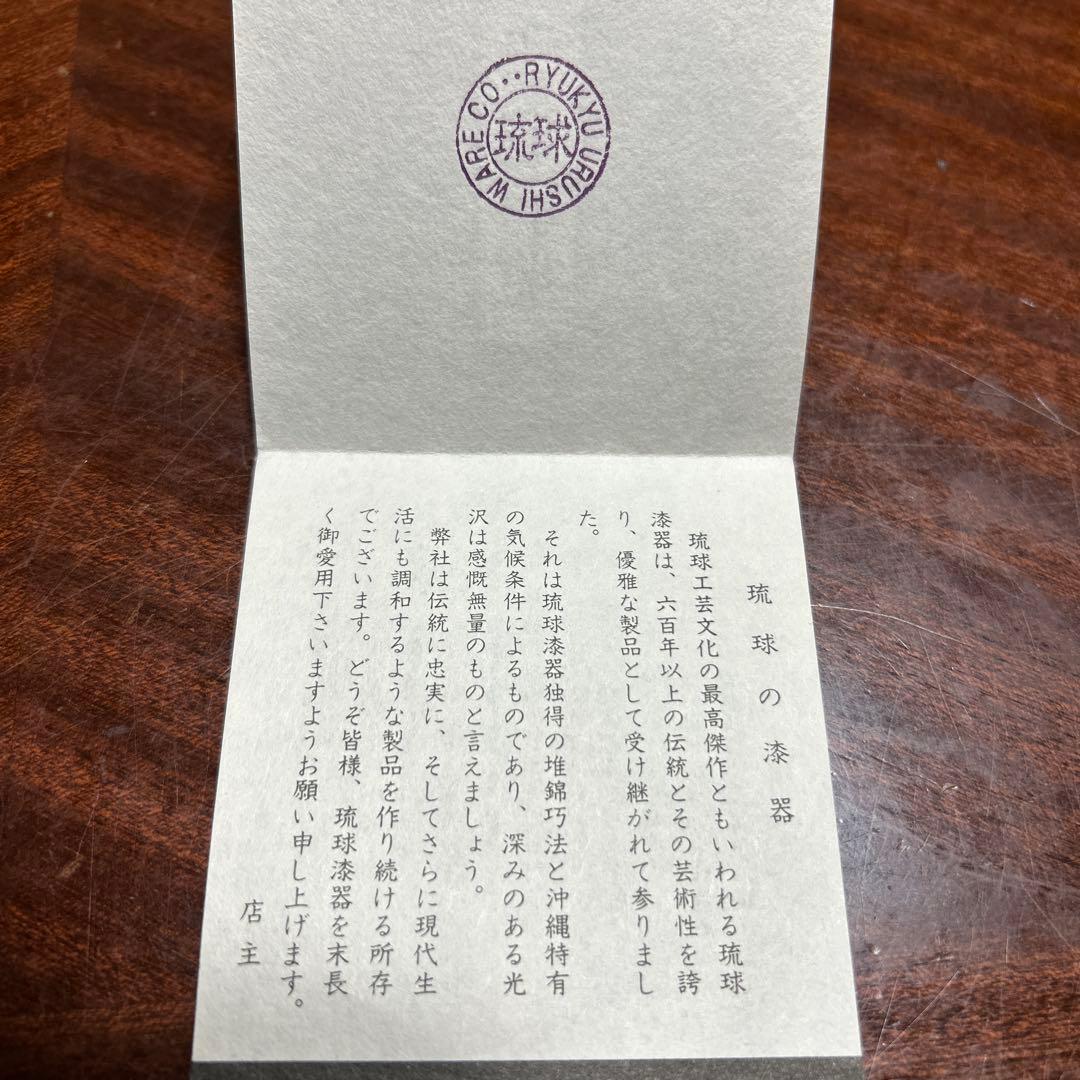 RYUKYU URUSHI WARE CO
琉球
琉球の漆器
琉球工芸文化の最高傑作ともいわれる琉球
漆器は、六百年以上の伝統とその芸術性を誇
り、優雅な製品として受け継がれて参りまし
た。
それは琉球漆器独得の堆錦巧法と沖縄特有
の気候条件によるものであり、深みのある光
沢は感慨無量のものと言えましょう。
弊社は伝統に忠実に、そしてさらに現代生
活にも調和するような製品を作り続ける所存
でございます。どうぞ皆様、琉球漆器を末長
く御愛用下さいますようお願い申し上げます。
店主